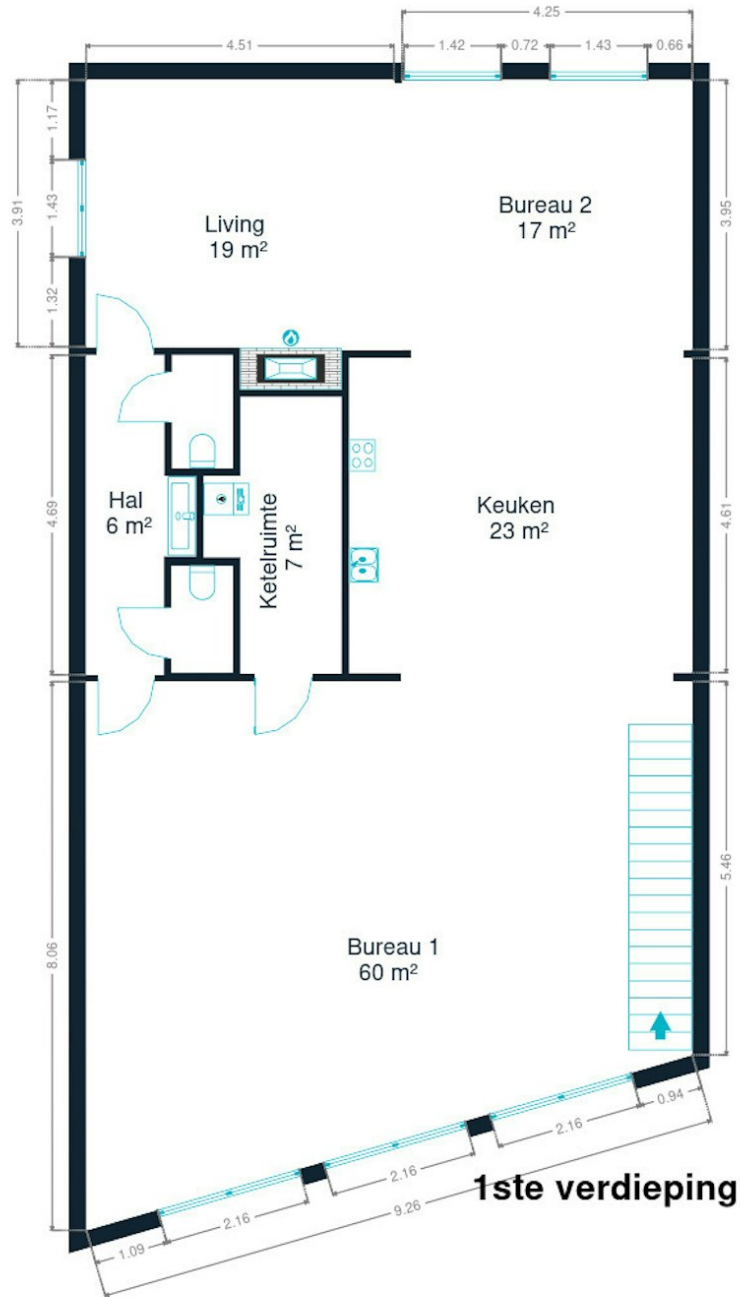 4.25
4.51
1.42
0.72
1.43
0.66
1.17
3.91
1.43
1.32
3.95
Living
19 m²
Bureau 2
17 m²
4.69
Hal
6 m²
Ketelruimte
7 m²
Keuken
23 m²
4.61
8.06
Bureau 1
60 m²
5.46
0.94
2.16
2.16
2.16
1.09
9.26
1ste verdieping